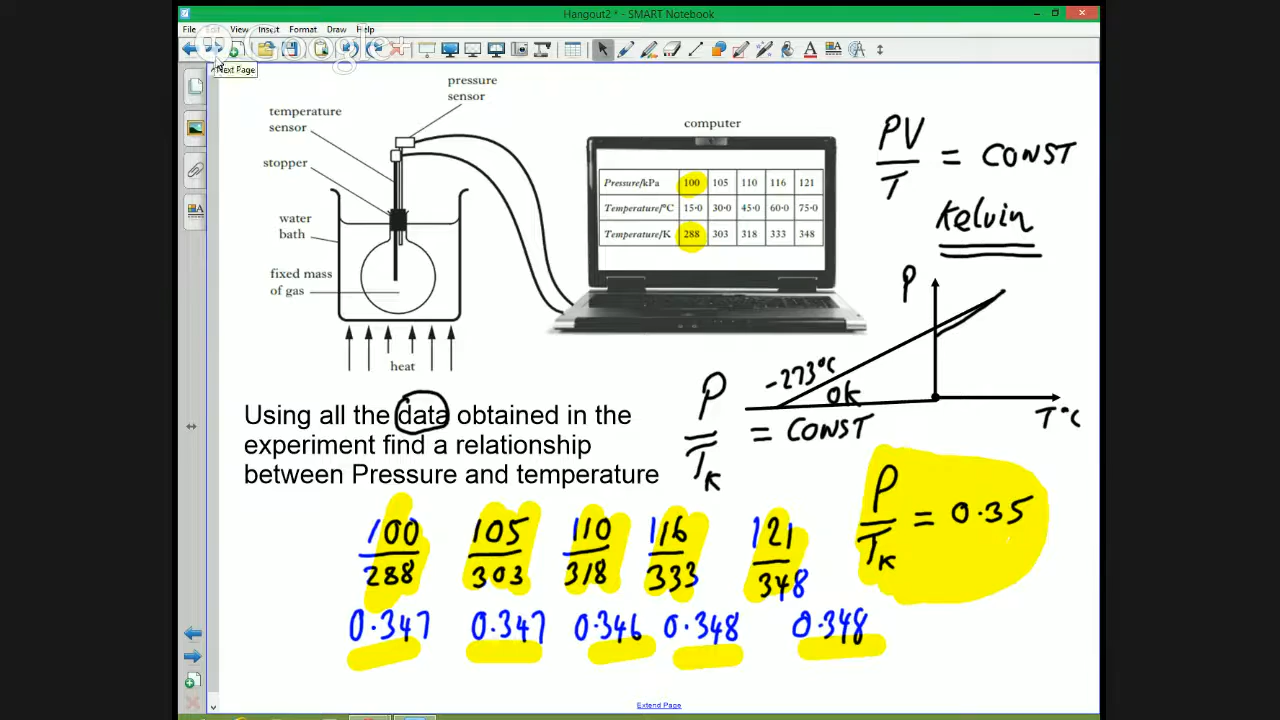 Hangout2 * - SMART Notebook
File Edit View Insert Format Draw Help
Google+
Next Page
pressure
sensor
temperature
sensor
stopper
water
bath
fixed mass
of gas
heat
computer
Pressure/kPa 100 105 110 116 121
Temperature/°C 15·0 30·0 45·0 60·0 75·0
Temperature/K 288 303 318 333 348
PV/T = CONST
Kelvin
P
-273°C
0K
T°C
P/TK = CONST
Using all the data obtained in the
experiment find a relationship
between Pressure and temperature
P/TK = 0.35
100 105 110 116 121
288 303 318 333 348
0.347 0.347 0.346 0.348 0.348
Extend Page